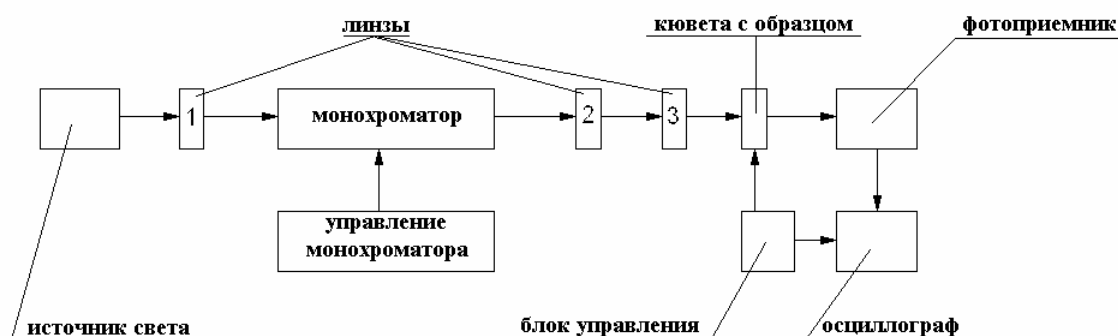 линзы
кювета с образцом
фотоприемник
1
монохроматор
2
3
управление
монохроматора
источник света
блок управления
осциллограф